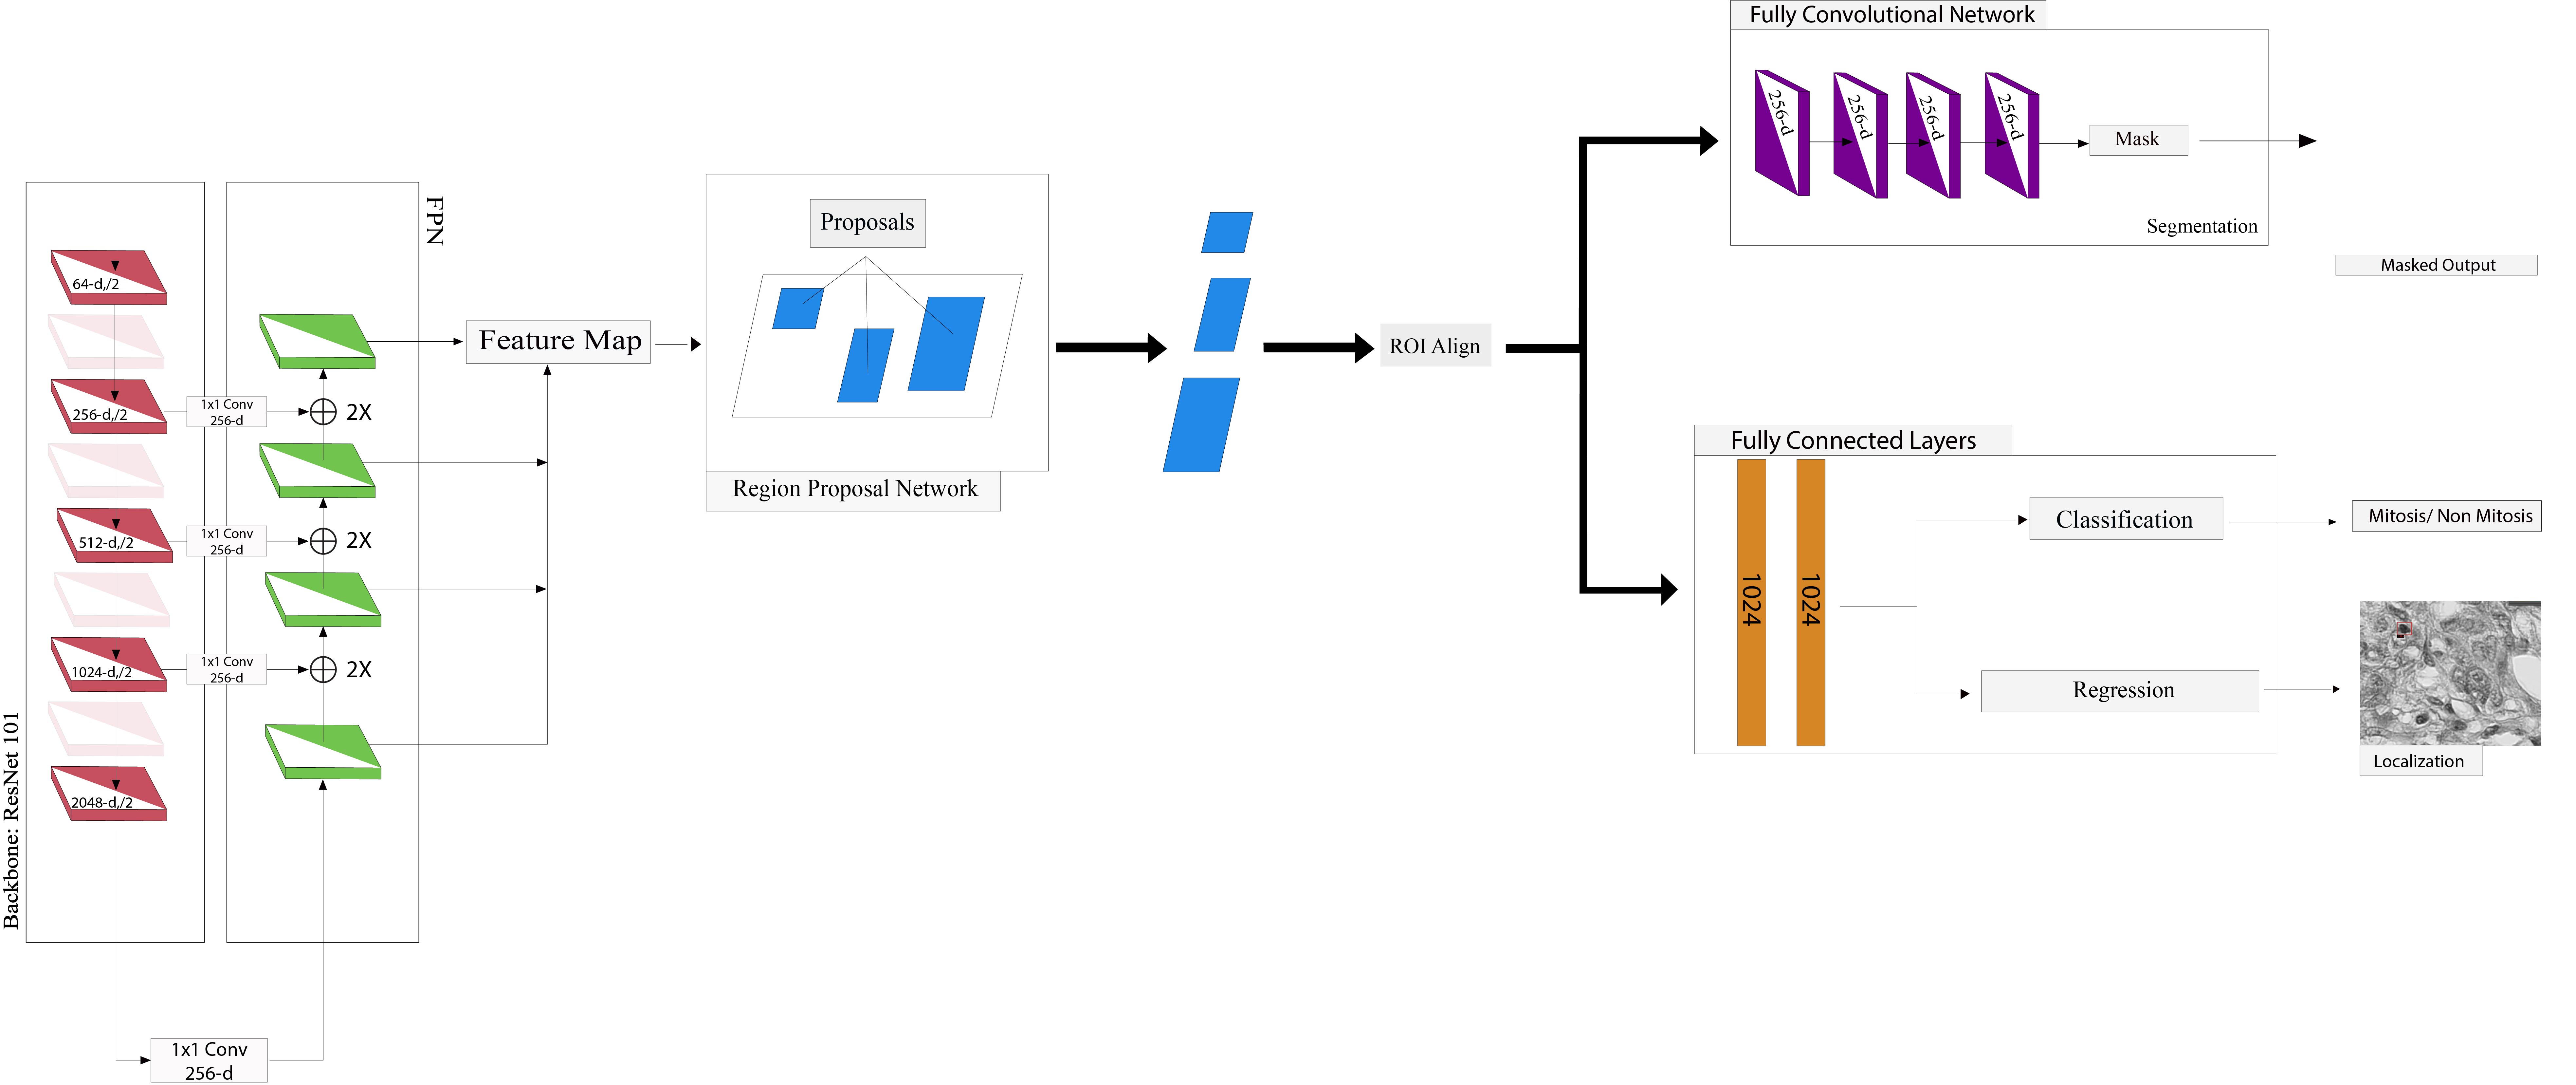 Backbone: ResNet 101
64-d,/2
256-d,/2
512-d,/2
1024-d,/2
2048-d,/2
1x1 Conv
256-d
1x1 Conv
256-d
1x1 Conv
256-d
1x1 Conv
256-d
FPN
2X
2X
2X
Feature Map
Proposals
Region Proposal Network
ROI Align
Fully Convolutional Network
256-d
256-d
256-d
256-d
Mask
Segmentation
Masked Output
Fully Connected Layers
1024
1024
Classification
Regression
Mitosis/ Non Mitosis
Localization